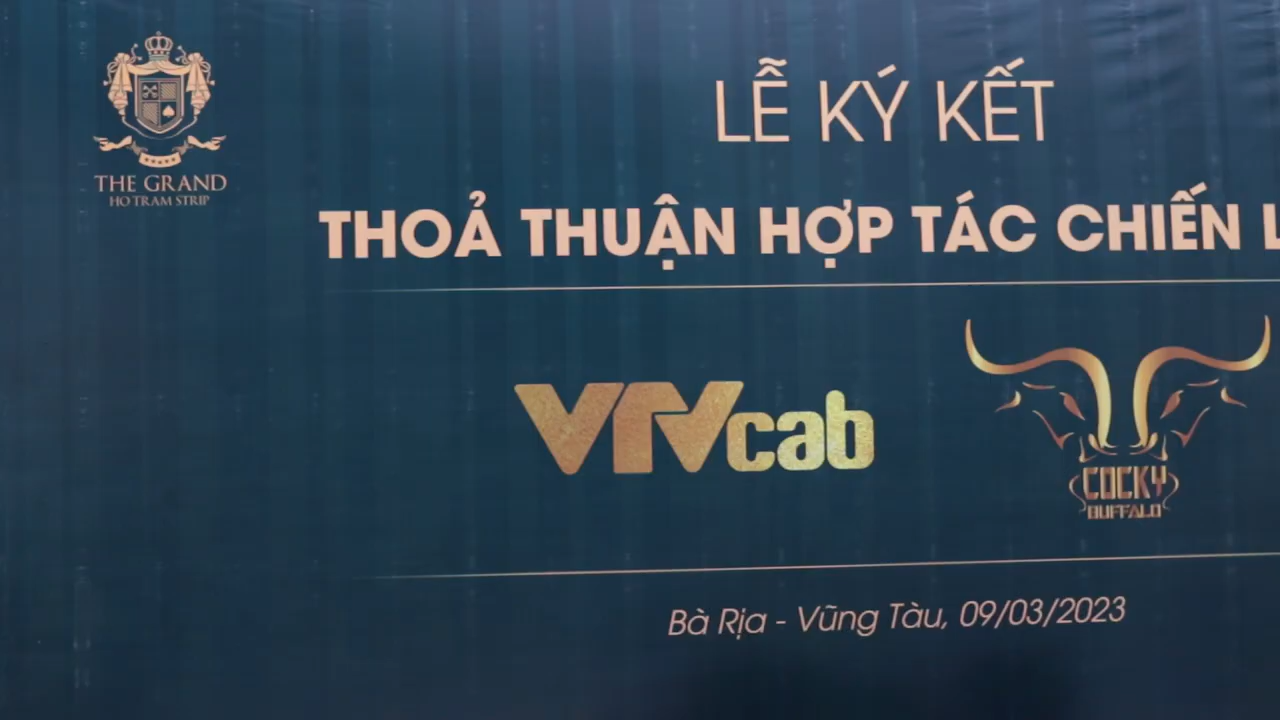 THE GRAND
HO TRAM STRIP
LỄ KÝ KẾT
THOẢ THUẬN HỢP TÁC CHIẾN L
VTVcab
COCKY
BUFFALO
Bà Rịa - Vũng Tàu, 09/03/2023